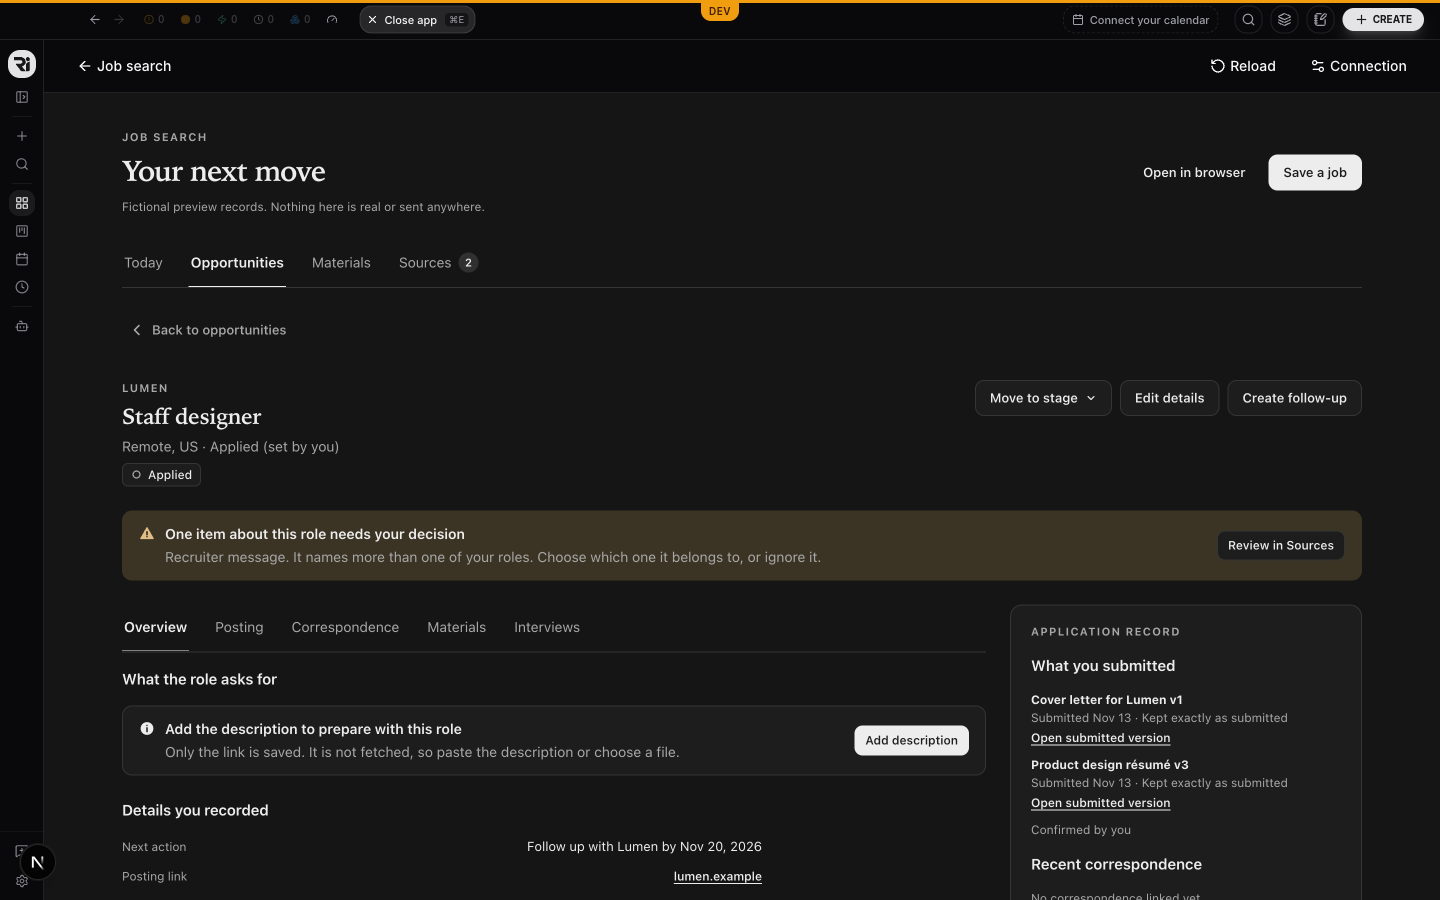 DEV
0 0 0 0 0
Close app ⌘E
Connect your calendar
CREATE
Ri
Job search
Reload
Connection
JOB SEARCH
Your next move
Fictional preview records. Nothing here is real or sent anywhere.
Open in browser
Save a job
Today
Opportunities
Materials
Sources 2
Back to opportunities
LUMEN
Staff designer
Remote, US · Applied (set by you)
Applied
Move to stage
Edit details
Create follow-up
One item about this role needs your decision
Recruiter message. It names more than one of your roles. Choose which one it belongs to, or ignore it.
Review in Sources
Overview
Posting
Correspondence
Materials
Interviews
What the role asks for
Add the description to prepare with this role
Only the link is saved. It is not fetched, so paste the description or choose a file.
Add description
Details you recorded
Next action
Follow up with Lumen by Nov 20, 2026
Posting link
lumen.example
APPLICATION RECORD
What you submitted
Cover letter for Lumen v1
Submitted Nov 13 · Kept exactly as submitted
Open submitted version
Product design résumé v3
Submitted Nov 13 · Kept exactly as submitted
Open submitted version
Confirmed by you
Recent correspondence
No correspondence linked yet
N